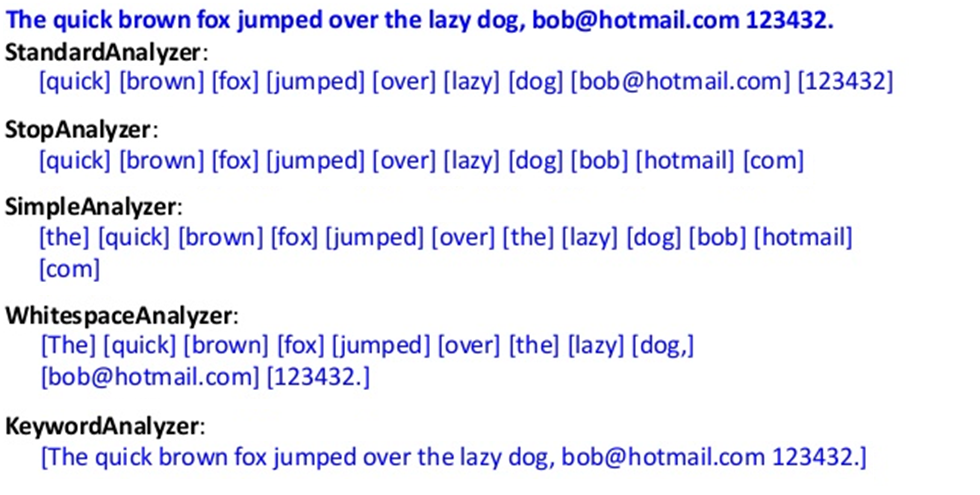 The quick brown fox jumped over the lazy dog, bob@hotmail.com 123432.
StandardAnalyzer:
[quick] [brown] [fox] [jumped] [over] [lazy] [dog] [bob@hotmail.com] [123432]
StopAnalyzer:
[quick] [brown] [fox] [jumped] [over] [lazy] [dog] [bob] [hotmail] [com]
SimpleAnalyzer:
[the] [quick] [brown] [fox] [jumped] [over] [the] [lazy] [dog] [bob] [hotmail]
[com]
WhitespaceAnalyzer:
[The] [quick] [brown] [fox] [jumped] [over] [the] [lazy] [dog,]
[bob@hotmail.com] [123432.]
KeywordAnalyzer:
[The quick brown fox jumped over the lazy dog, bob@hotmail.com 123432.]